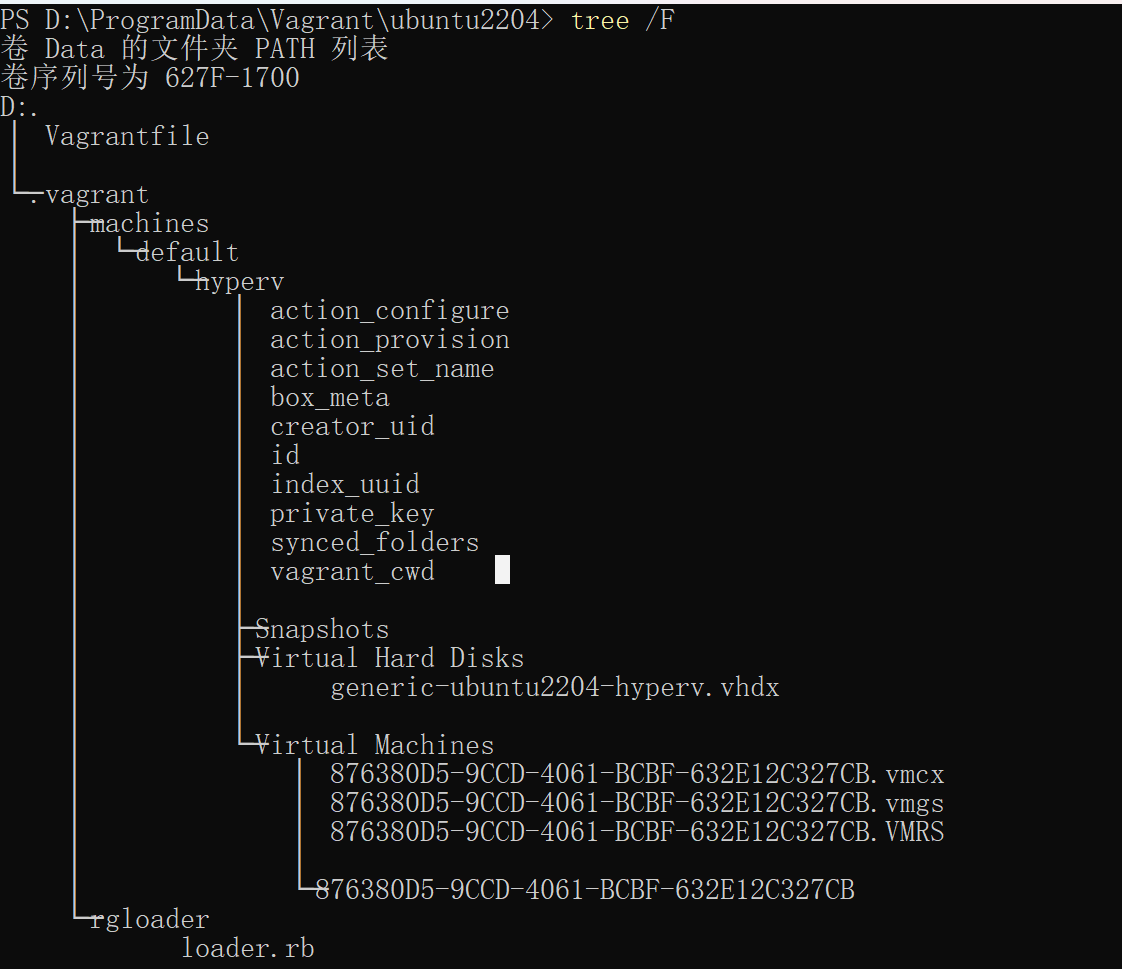 PS D:\ProgramData\Vagrant\ubuntu2204> tree /F
卷 Data 的文件夹 PATH 列表
卷序列号为 627F-1700
D:.
│  Vagrantfile
│
└─.vagrant
    ├─machines
    │  └─default
    │      └─hyperv
    │          │  action_configure
    │          │  action_provision
    │          │  action_set_name
    │          │  box_meta
    │          │  creator_uid
    │          │  id
    │          │  index_uuid
    │          │  private_key
    │          │  synced_folders
    │          │  vagrant_cwd
    │          │
    │          ├─Snapshots
    │          ├─Virtual Hard Disks
    │          │      generic-ubuntu2204-hyperv.vhdx
    │          │
    │          └─Virtual Machines
    │              │  876380D5-9CCD-4061-BCBF-632E12C327CB.vmcx
    │              │  876380D5-9CCD-4061-BCBF-632E12C327CB.vmgs
    │              │  876380D5-9CCD-4061-BCBF-632E12C327CB.VMRS
    │              │
    │              └─876380D5-9CCD-4061-BCBF-632E12C327CB
    └─rgloader
            loader.rb